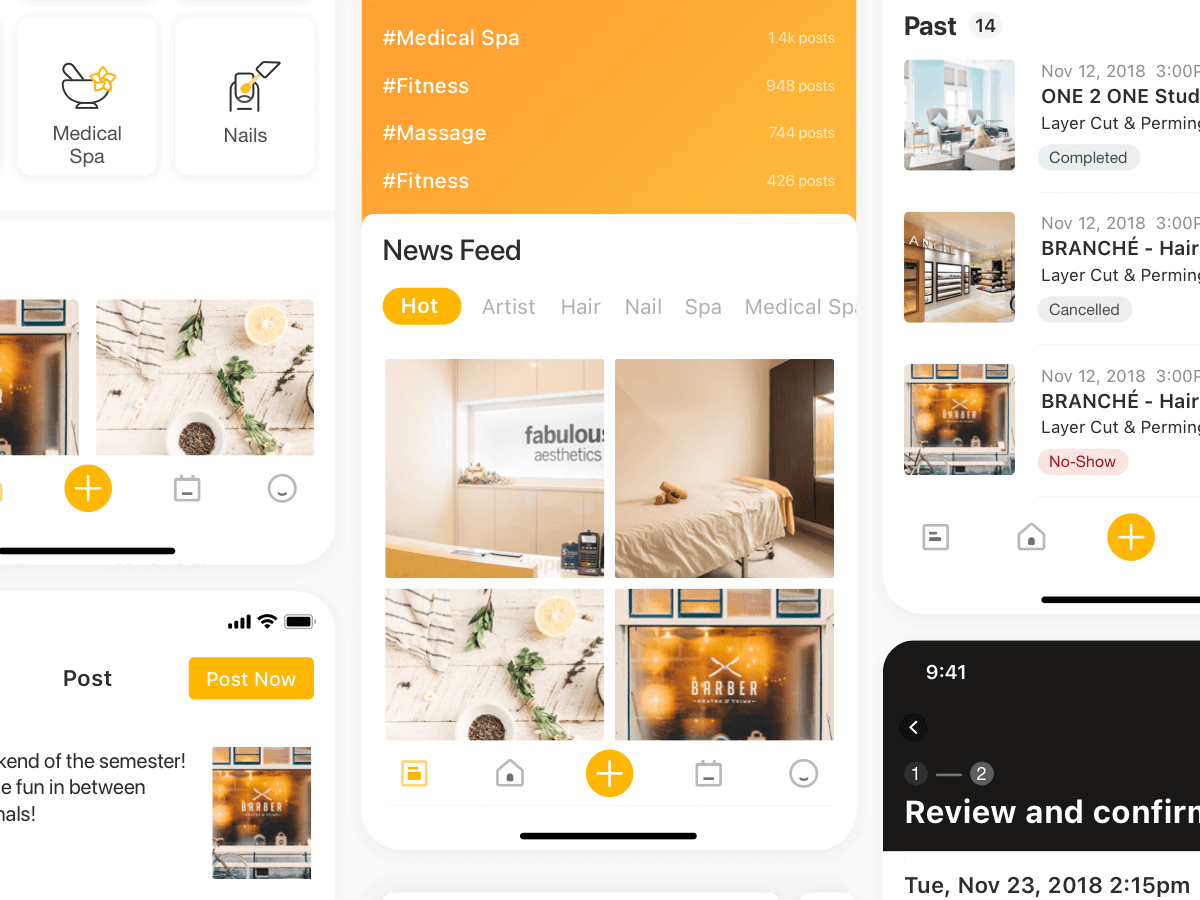 Medical
Spa
Nails
Post
Post Now
kend of the semester!
e fun in between
nals!
#Medical Spa
1.4k posts
#Fitness
948 posts
#Massage
744 posts
#Fitness
426 posts
News Feed
Hot
Artist
Hair
Nail
Spa
Medical Spa
fabulous
aesthetics
BARBER
Past
14
Nov 12, 2018 3:00P
ONE 2 ONE Stud
Layer Cut & Perming
Completed
Nov 12, 2018 3:00P
BRANCHÉ - Hair
Layer Cut & Perming
Cancelled
Nov 12, 2018 3:00P
BRANCHÉ - Hair
Layer Cut & Perming
No-Show
BARBER
BARBER
9:41
1
2
Review and confirm
Tue, Nov 23, 2018 2:15pm